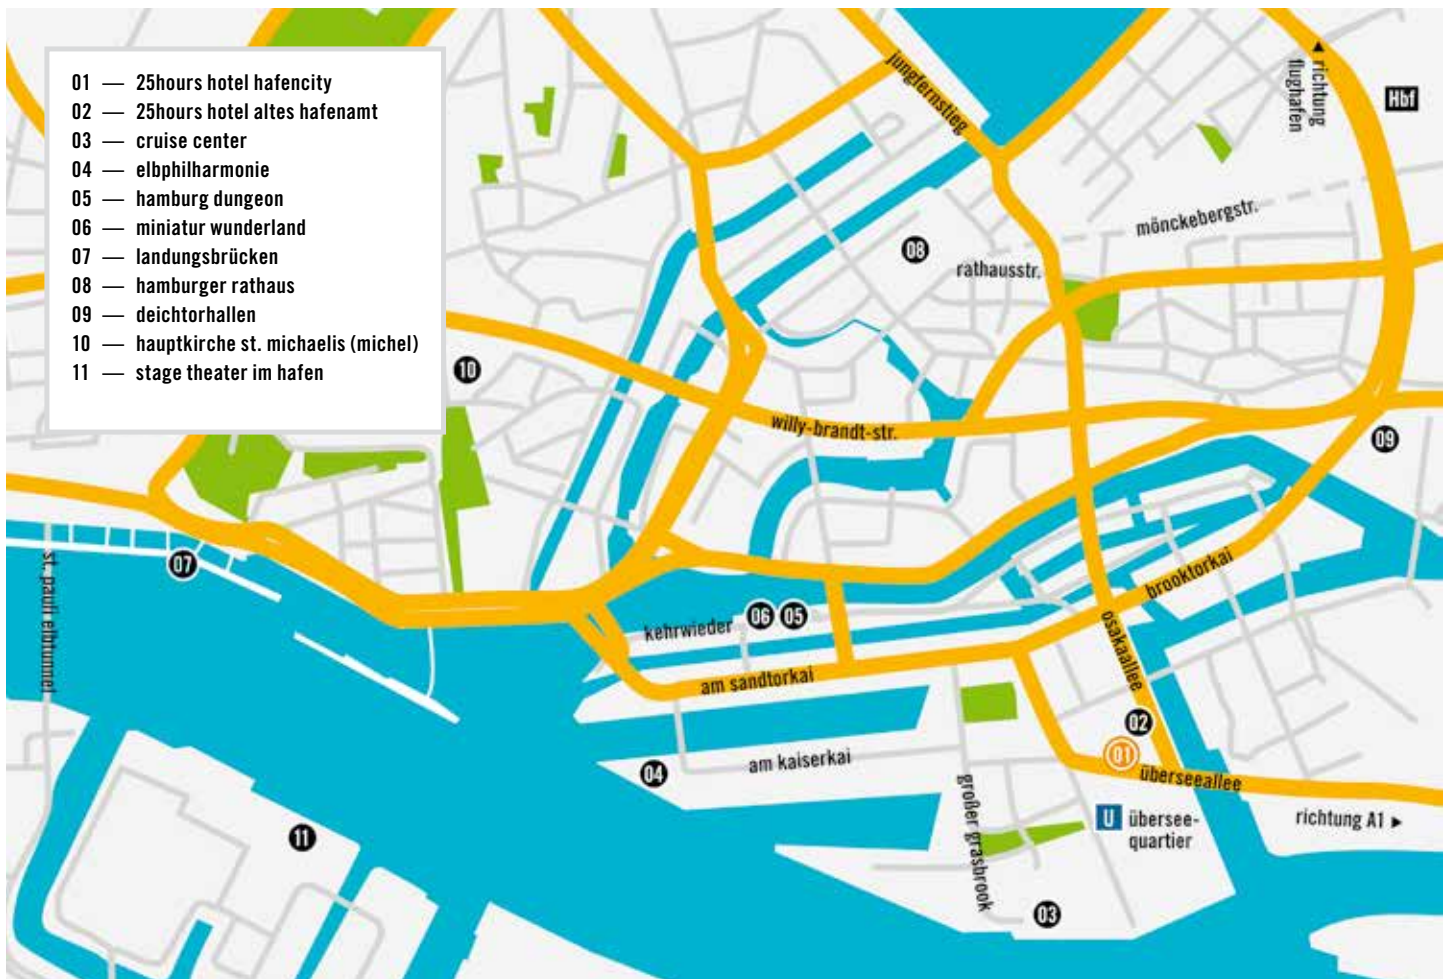 01 — 25hours hotel hafencity
02 — 25hours hotel altes hafenamt
03 — cruise center
04 — elbphilharmonie
05 — hamburg dungeon
06 — miniatur wunderland
07 — landungsbrücken
08 — hamburger rathaus
09 — deichtorhallen
10 — hauptkirche st. michaelis (michel)
11 — stage theater im hafen
jungfernstieg
▲ richtung
flughafen
Hbf
mönckebergstr.
08
rathausstr.
10
willy-brandt-str.
09
07
st. pauli elbtunnel
brooktorkai
kehrwieder
06
05
osakaallee
am sandtorkai
02
01
04
am kaiserkai
überseeallee
großer grasbrook
U
übersee-
quartier
richtung A1 ►
11
03